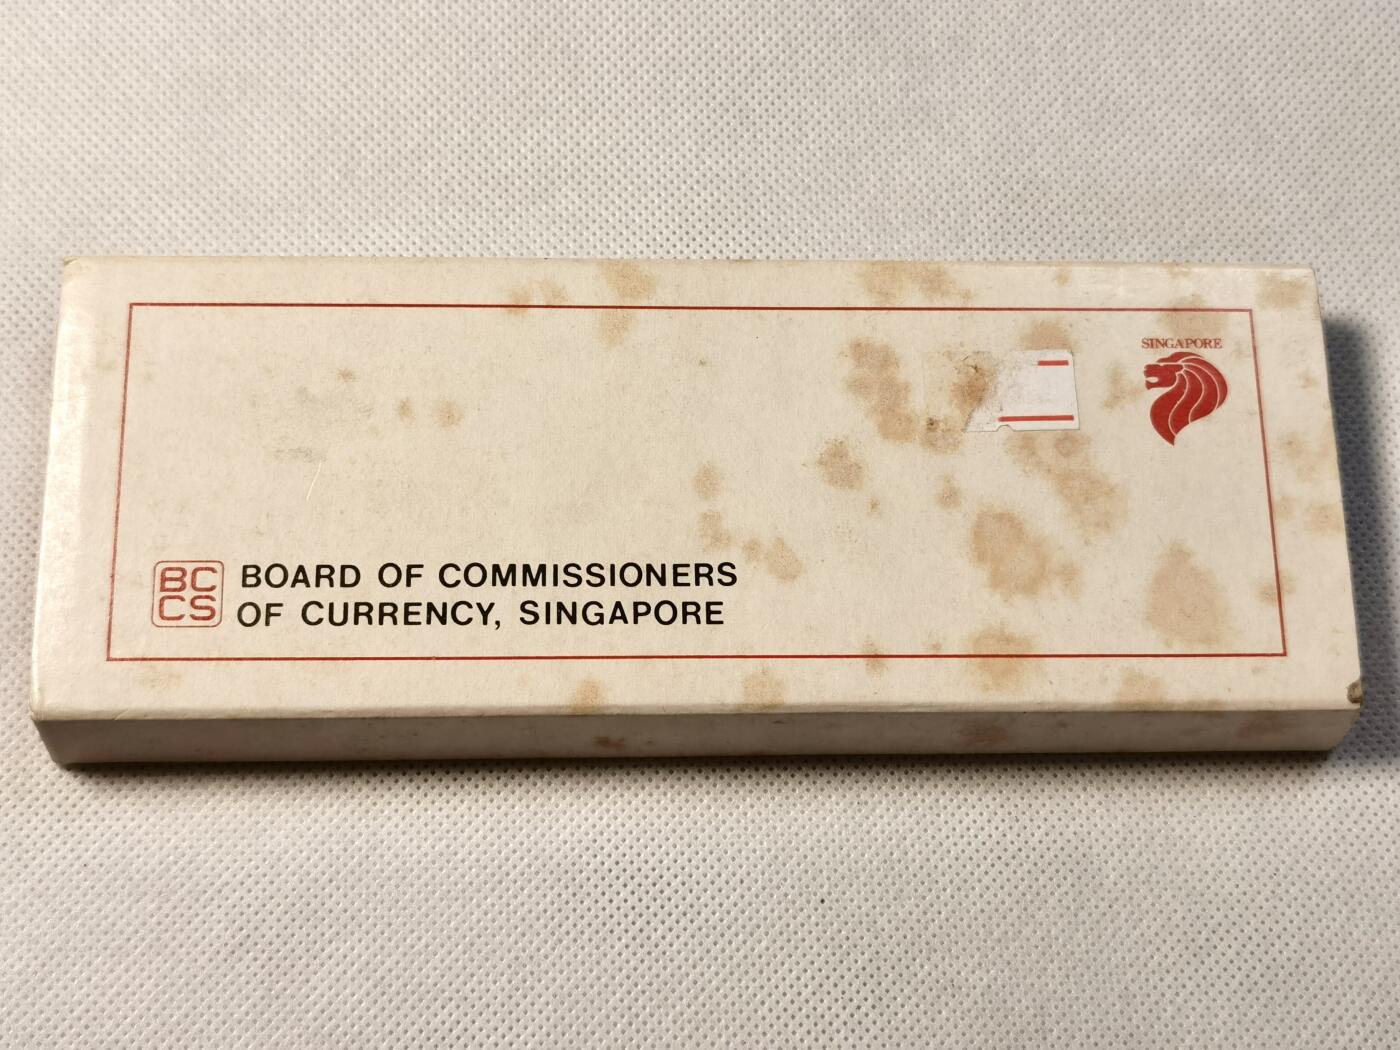 SINGAPORE
BC
CS
BOARD OF COMMISSIONERS
OF CURRENCY, SINGAPORE